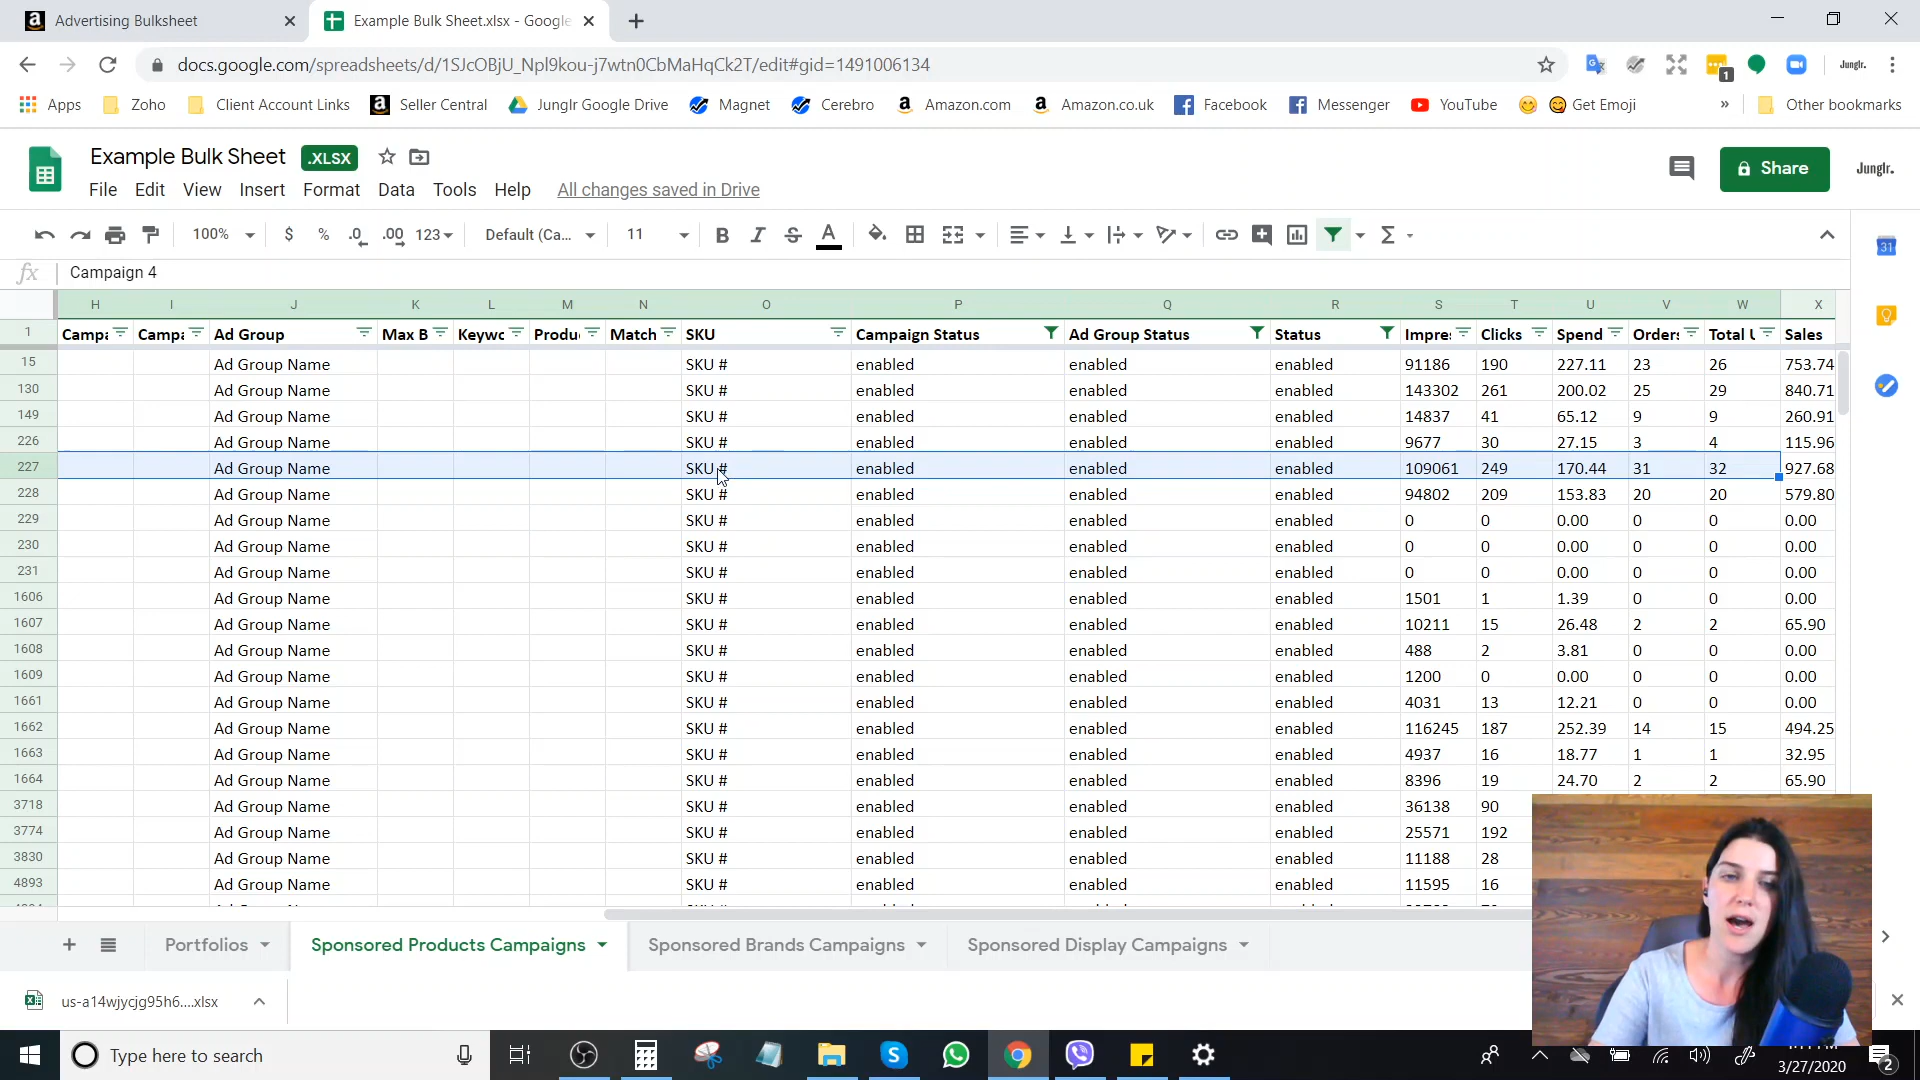 Advertising Bulksheet
Example Bulk Sheet.xlsx - Google
docs.google.com/spreadsheets/d/1SJcOBjU_Npl9kou-j7wtn0CbMaHqCk2T/edit#gid=1491006134
1
Junglr.
Apps Zoho Client Account Links Seller Central Junglr Google Drive Magnet Cerebro Amazon.com Amazon.co.uk Facebook Messenger YouTube Get Emoji » Other bookmarks
Example Bulk Sheet .XLSX
Share
Junglr.
File Edit View Insert Format Data Tools Help All changes saved in Drive
100% $ % .0 .00 123 Default (Ca... 11 B I S A Σ
31
fx Campaign 4
H I J K L M N O P Q R S T U V W X
1 Campa Campa Ad Group Max B Keywc Produ Match SKU Campaign Status Ad Group Status Status Impre Clicks Spend Orders Total U Sales
15 Ad Group Name SKU # enabled enabled enabled 91186 190 227.11 23 26 753.74
130 Ad Group Name SKU # enabled enabled enabled 143302 261 200.02 25 29 840.71
149 Ad Group Name SKU # enabled enabled enabled 14837 41 65.12 9 9 260.91
226 Ad Group Name SKU # enabled enabled enabled 9677 30 27.15 3 4 115.96
227 Ad Group Name SKU # enabled enabled enabled 109061 249 170.44 31 32 927.68
228 Ad Group Name SKU # enabled enabled enabled 94802 209 153.83 20 20 579.80
229 Ad Group Name SKU # enabled enabled enabled 0 0 0.00 0 0 0.00
230 Ad Group Name SKU # enabled enabled enabled 0 0 0.00 0 0 0.00
231 Ad Group Name SKU # enabled enabled enabled 0 0 0.00 0 0 0.00
1606 Ad Group Name SKU # enabled enabled enabled 1501 1 1.39 0 0 0.00
1607 Ad Group Name SKU # enabled enabled enabled 10211 15 26.48 2 2 65.90
1608 Ad Group Name SKU # enabled enabled enabled 488 2 3.81 0 0 0.00
1609 Ad Group Name SKU # enabled enabled enabled 1200 0 0.00 0 0 0.00
1661 Ad Group Name SKU # enabled enabled enabled 4031 13 12.21 0 0 0.00
1662 Ad Group Name SKU # enabled enabled enabled 116245 187 252.39 14 15 494.25
1663 Ad Group Name SKU # enabled enabled enabled 4937 16 18.77 1 1 32.95
1664 Ad Group Name SKU # enabled enabled enabled 8396 19 24.70 2 2 65.90
3718 Ad Group Name SKU # enabled enabled enabled 36138 90
3774 Ad Group Name SKU # enabled enabled enabled 25571 192
3830 Ad Group Name SKU # enabled enabled enabled 11188 28
4893 Ad Group Name SKU # enabled enabled enabled 11595 16
Portfolios Sponsored Products Campaigns Sponsored Brands Campaigns Sponsored Display Campaigns
us-a14wjycjg95h6....xlsx
Type here to search
3/27/2020
2